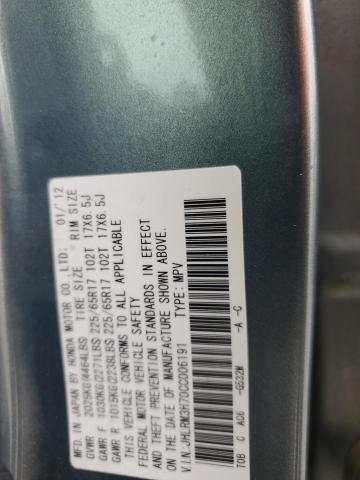 MFD. IN JAPAN BY HONDA MOTOR CO.,LTD; 01/'12
TIRE SIZE RIM SIZE
GVWR 2025KG(4464LBS)
GAWR F 1030KG(2271LBS) 225/65R17 102T 17X6.5J
GAWR R 1015KG(2238LBS) 225/65R17 102T 17X6.5J
THIS VEHICLE CONFORMS TO ALL APPLICABLE
FEDERAL MOTOR VEHICLE SAFETY
AND THEFT PREVENTION STANDARDS IN EFFECT
ON THE DATE OF MANUFACTURE SHOWN ABOVE.
V.I.N:JHLRM3H70CC006191 TYPE: MPV
T0B C AC6 -G532M -A -C